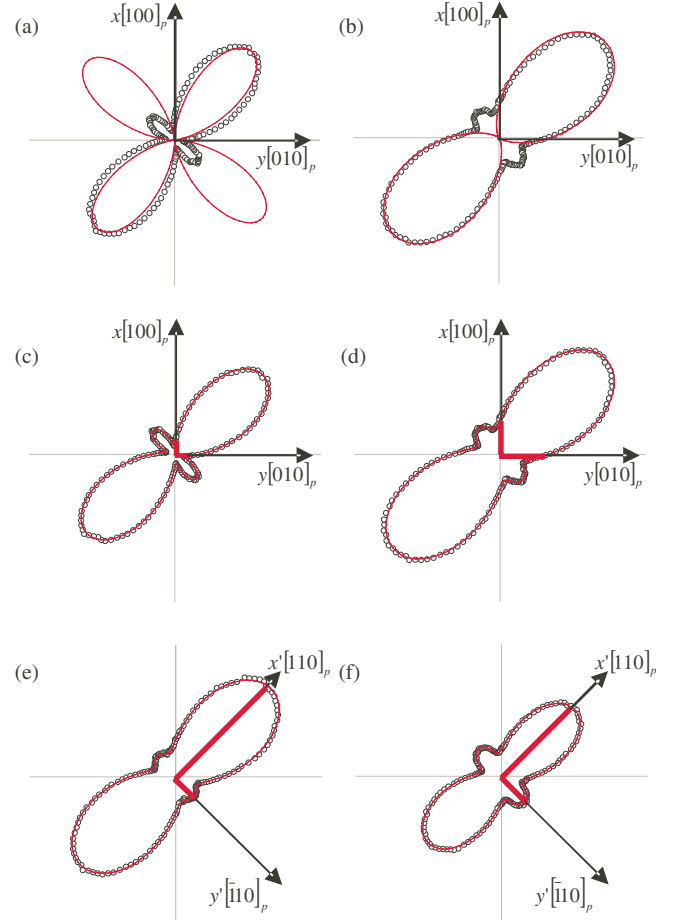 (a)
x[100]ₚ
y[010]ₚ
(b)
x[100]ₚ
y[010]ₚ
(c)
x[100]ₚ
y[010]ₚ
(d)
x[100]ₚ
y[010]ₚ
(e)
x'[110]ₚ
y'[1̄10]ₚ
(f)
x'[110]ₚ
y'[1̄10]ₚ